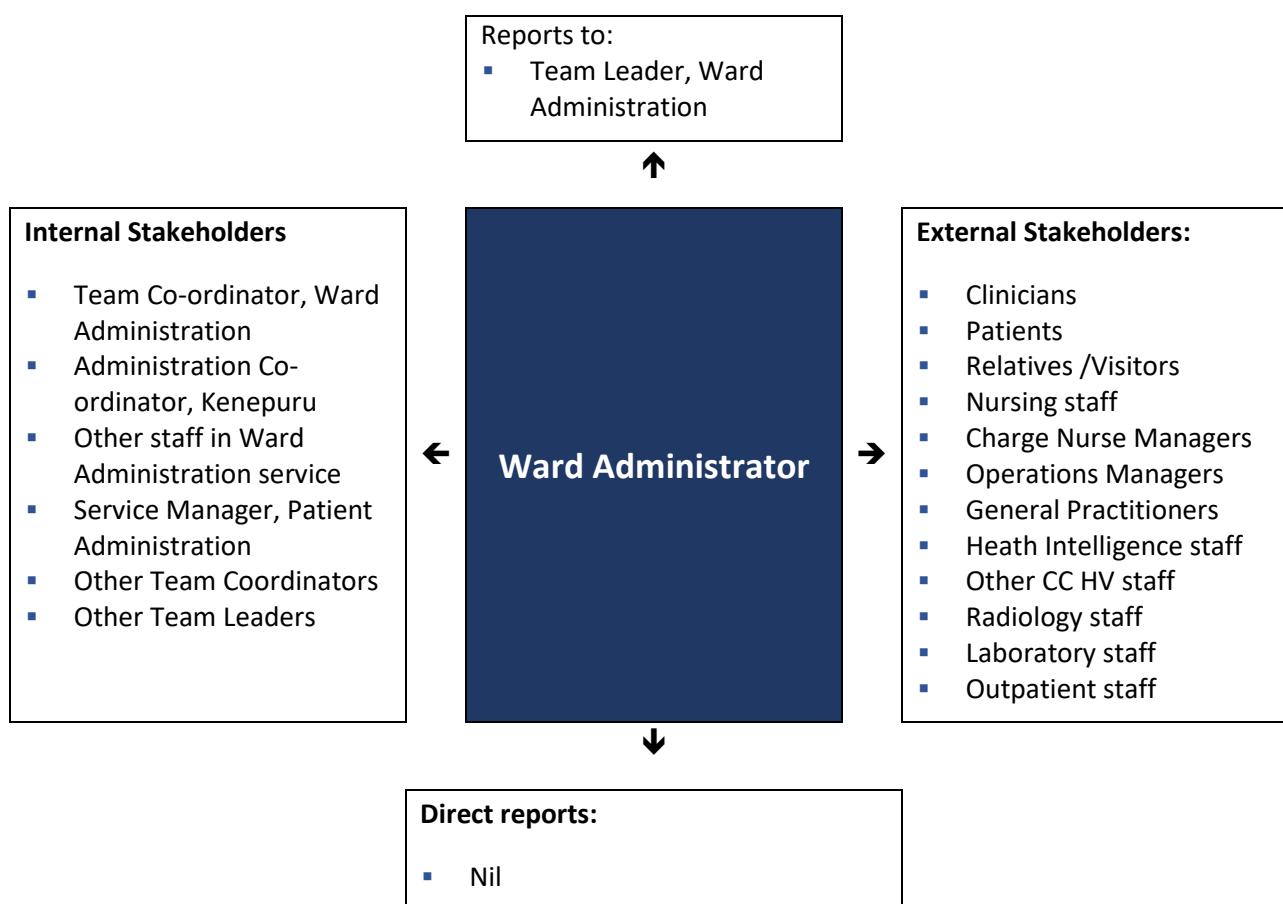 Reports to:
▪ Team Leader, Ward
Administration
Internal Stakeholders
▪ Team Co-ordinator, Ward
Administration
▪ Administration Co-
ordinator, Kenepuru
▪ Other staff in Ward
Administration service
▪ Service Manager, Patient
Administration
▪ Other Team Coordinators
▪ Other Team Leaders
Ward Administrator
External Stakeholders:
▪ Clinicians
▪ Patients
▪ Relatives /Visitors
▪ Nursing staff
▪ Charge Nurse Managers
▪ Operations Managers
▪ General Practitioners
▪ Heath Intelligence staff
▪ Other CC HV staff
▪ Radiology staff
▪ Laboratory staff
▪ Outpatient staff
Direct reports:
▪ Nil